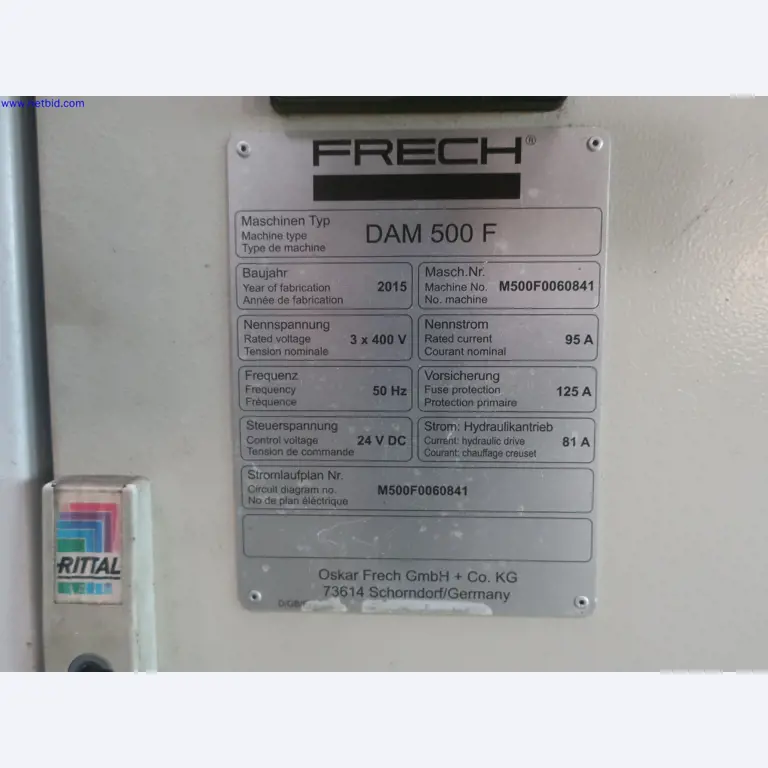 www.netbid.com
FRECH®
Maschinen Typ
Machine type DAM 500 F
Type de machine
Baujahr
Year of fabrication 2015
Année de fabrication
Masch.Nr.
Machine No. M500F0060841
No. machine
Nennspannung
Rated voltage 3 x 400 V
Tension nominale
Nennstrom
Rated current 95 A
Courant nominal
Frequenz
Frequency 50 Hz
Fréquence
Vorsicherung
Fuse protection 125 A
Protection primaire
Steuerspannung
Control voltage 24 V DC
Tension de commande
Strom: Hydraulikantrieb
Current: hydraulic drive 81 A
Courant: chauffage creuset
Stromlaufplan Nr.
Circuit diagram no. M500F0060841
No de plan éléctrique
RITTAL
Oskar Frech GmbH + Co. KG
73614 Schorndorf/Germany
D/GB/F